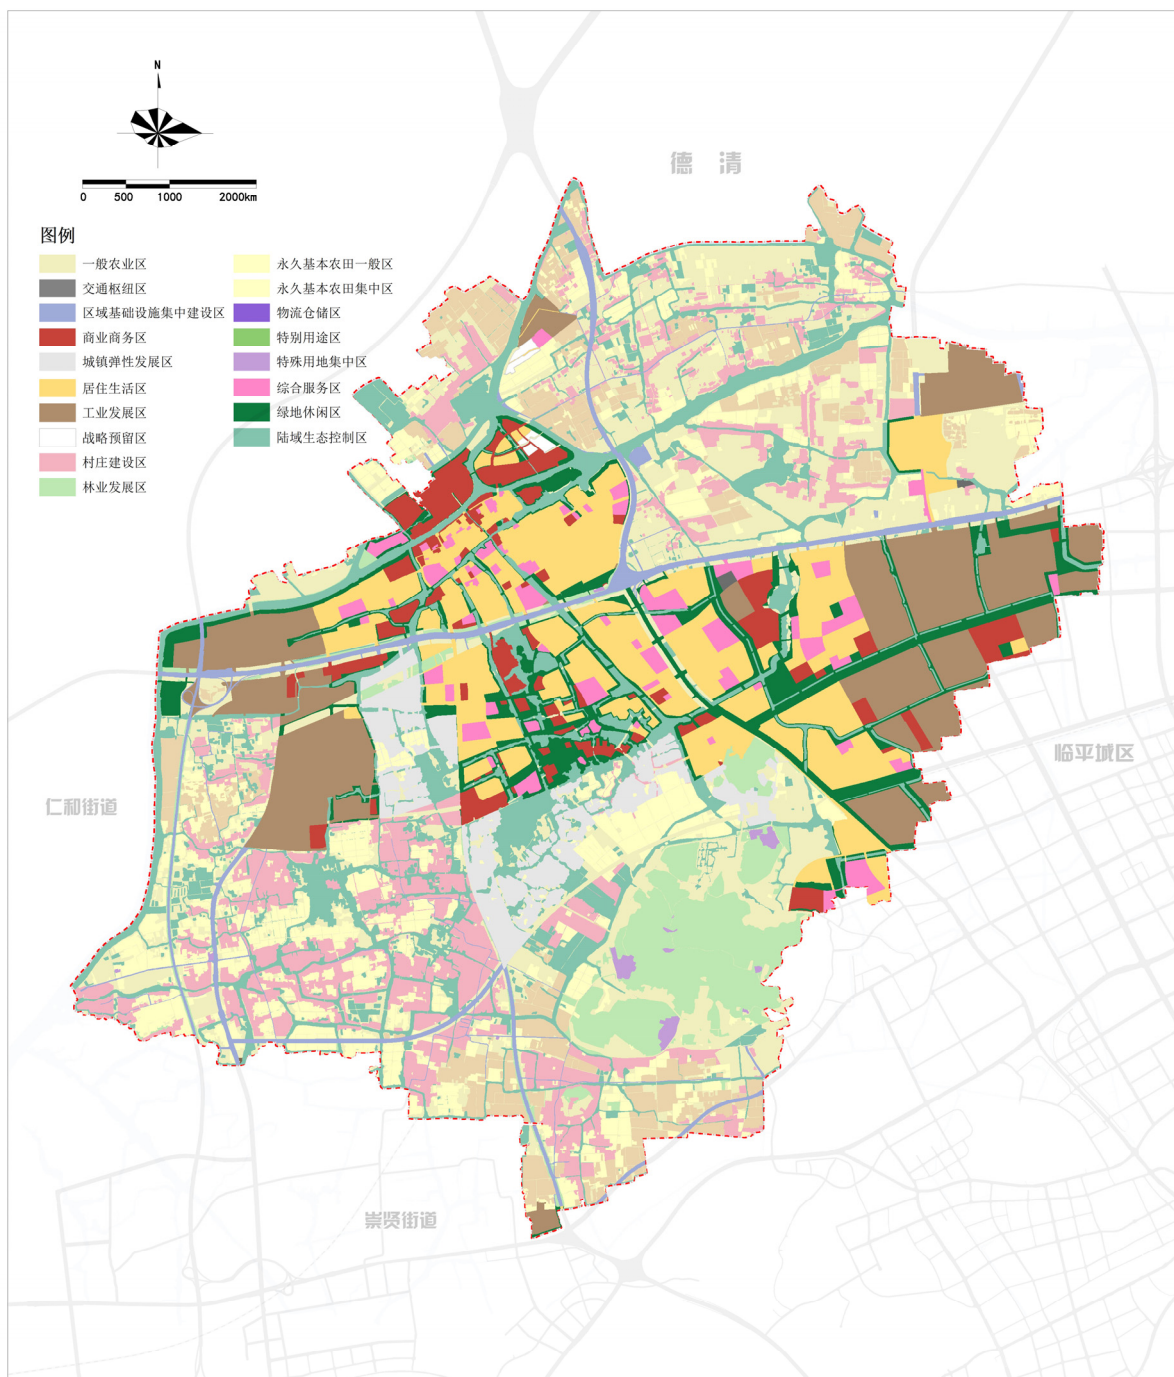 N
0 500 1000 2000km
德 清
图例
一般农业区
交通枢纽区
区域基础设施集中建设区
商业商务区
城镇弹性发展区
居住生活区
工业发展区
战略预留区
村庄建设区
林业发展区
永久基本农田一般区
永久基本农田集中区
物流仓储区
特别用途区
特殊用地集中区
综合服务区
绿地休闲区
陆域生态控制区
临平城区
仁和街道
崇贤街道